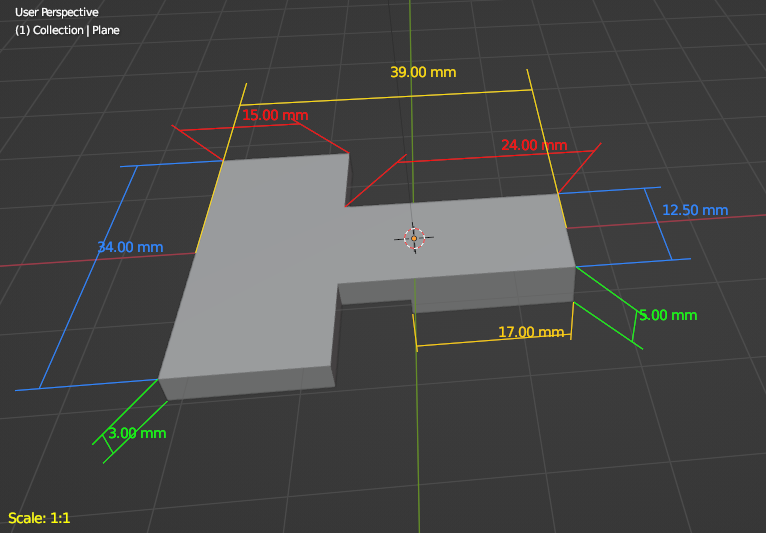 User Perspective
(1) Collection | Plane
39.00 mm
15.00 mm
24.00 mm
12.50 mm
34.00 mm
5.00 mm
17.00 mm
3.00 mm
Scale: 1:1